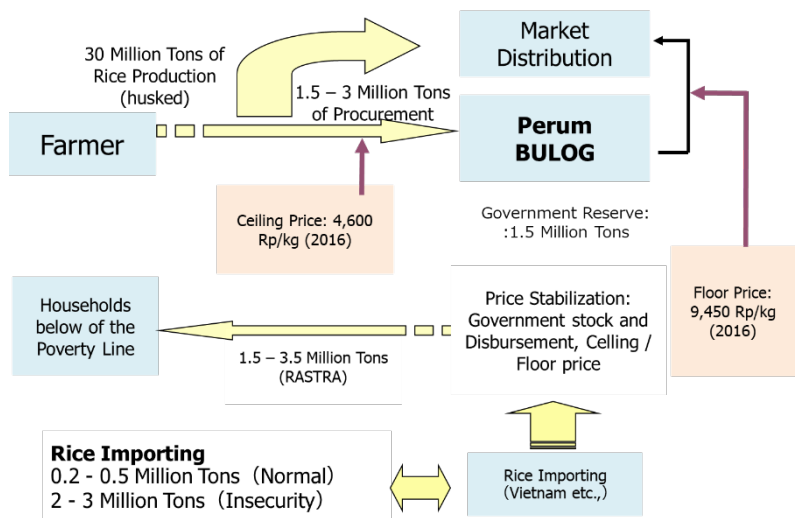 30 Million Tons of
Rice Production
(husked)
Market
Distribution
1.5 – 3 Million Tons
of Procurement
Farmer
Perum
BULOG
Ceiling Price: 4,600
Rp/kg (2016)
Government Reserve:
:1.5 Million Tons
Floor Price:
9,450 Rp/kg
(2016)
Households
below of the
Poverty Line
Price Stabilization:
Government stock and
Disbursement, Celling /
Floor price
1.5 – 3.5 Million Tons
(RASTRA)
Rice Importing
0.2 - 0.5 Million Tons（Normal）
2 - 3 Million Tons（Insecurity）
Rice Importing
(Vietnam etc.,）